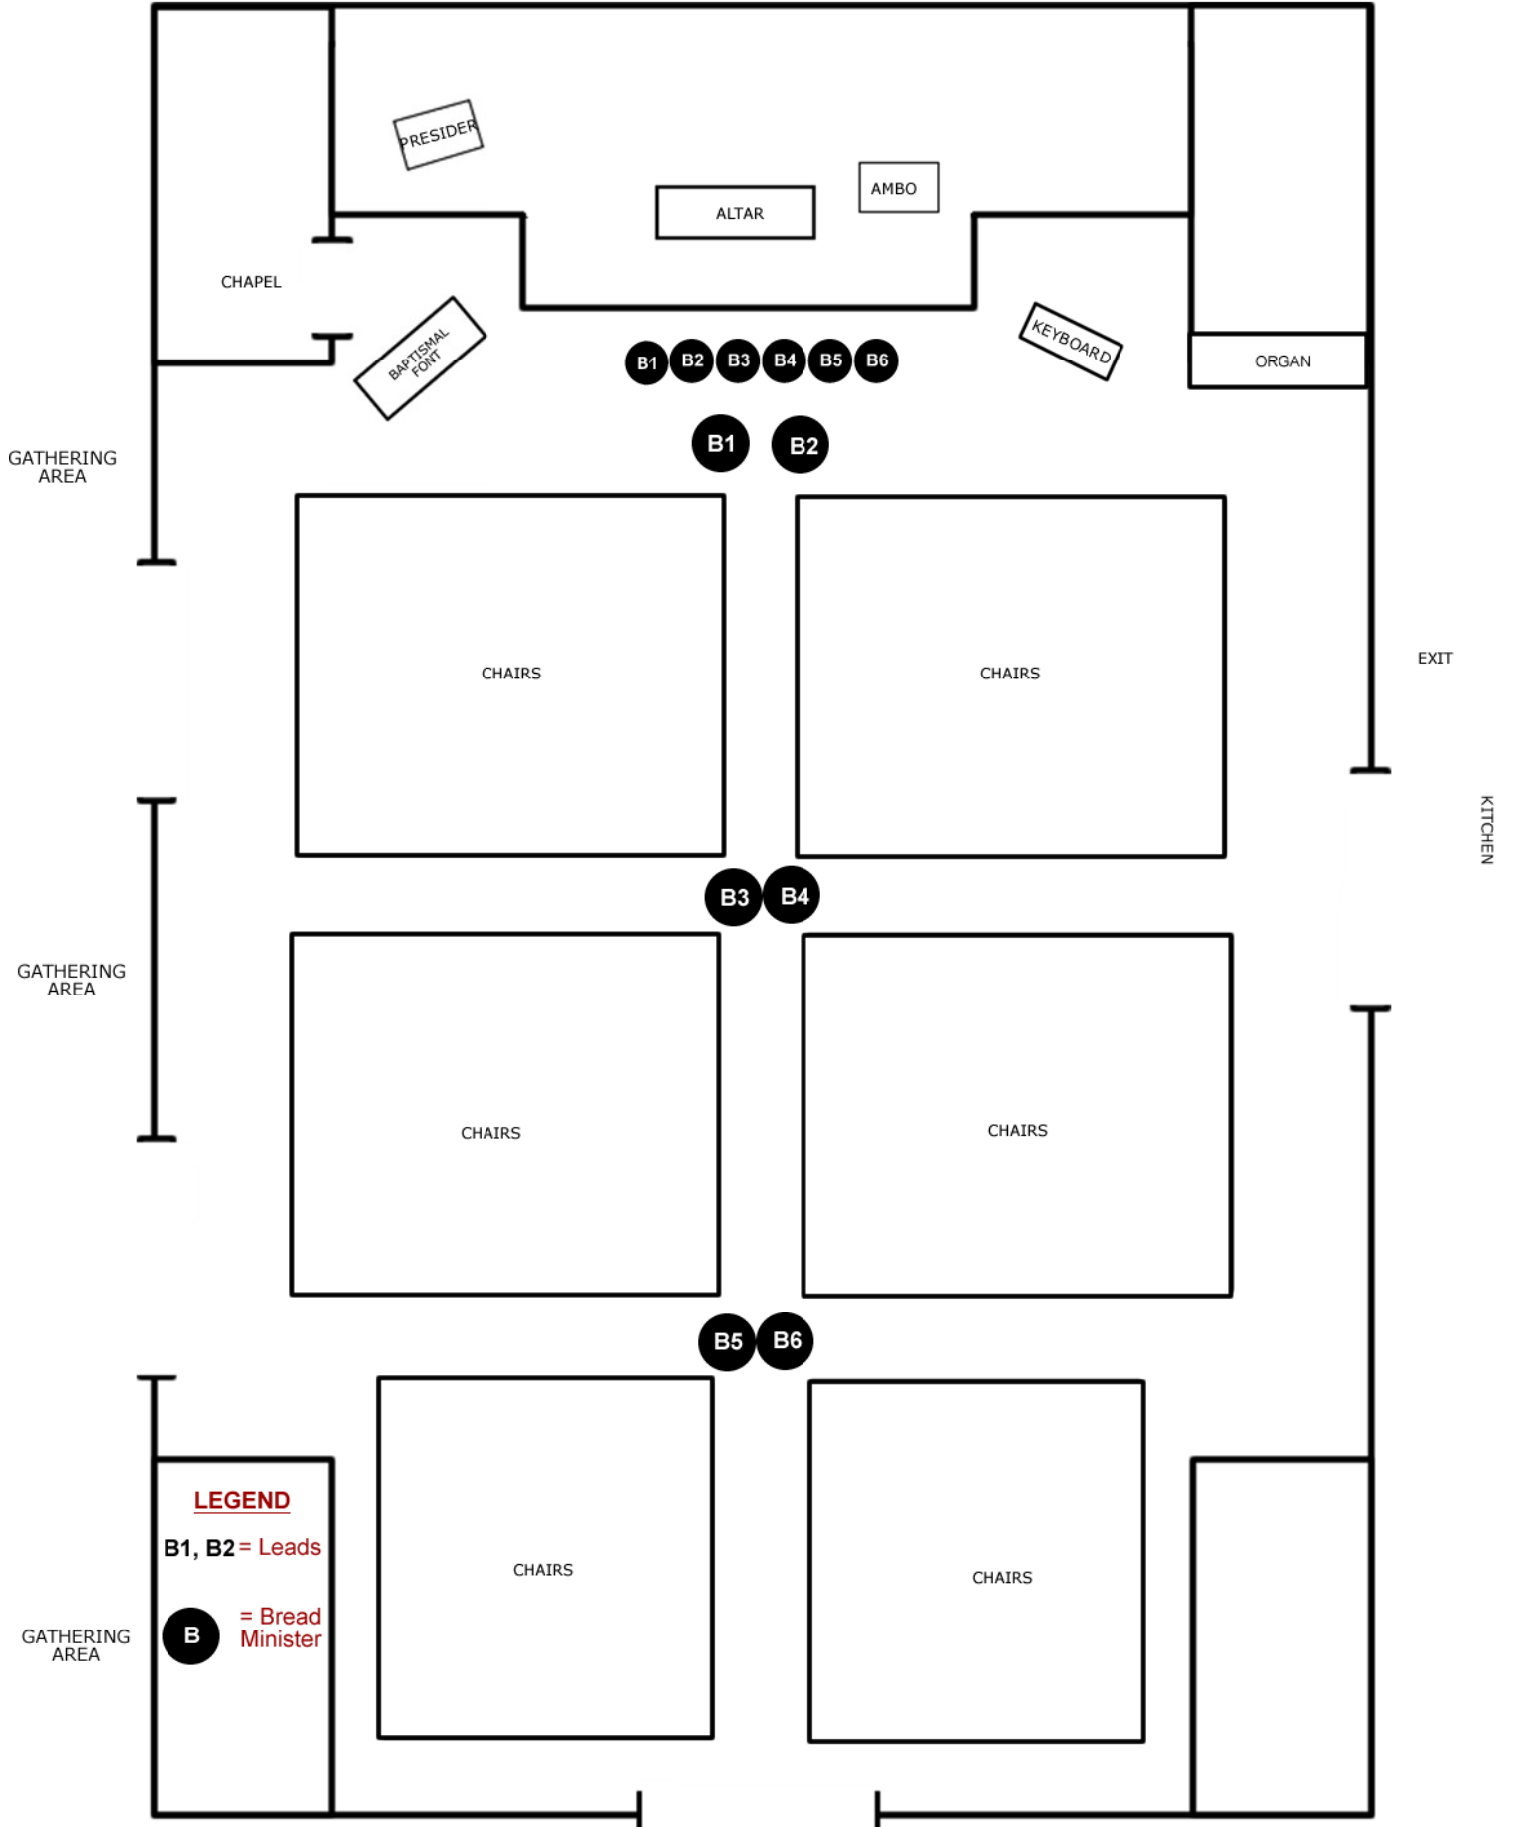 PRESIDER
AMBO
ALTAR
CHAPEL
BAPTISMAL
FONT
KEYBOARD
ORGAN
B1 B2 B3 B4 B5 B6
B1 B2
GATHERING
AREA
CHAIRS
CHAIRS
EXIT
KITCHEN
B3 B4
GATHERING
AREA
CHAIRS
CHAIRS
B5 B6
LEGEND
B1, B2 = Leads
B = Bread
Minister
CHAIRS
CHAIRS
GATHERING
AREA